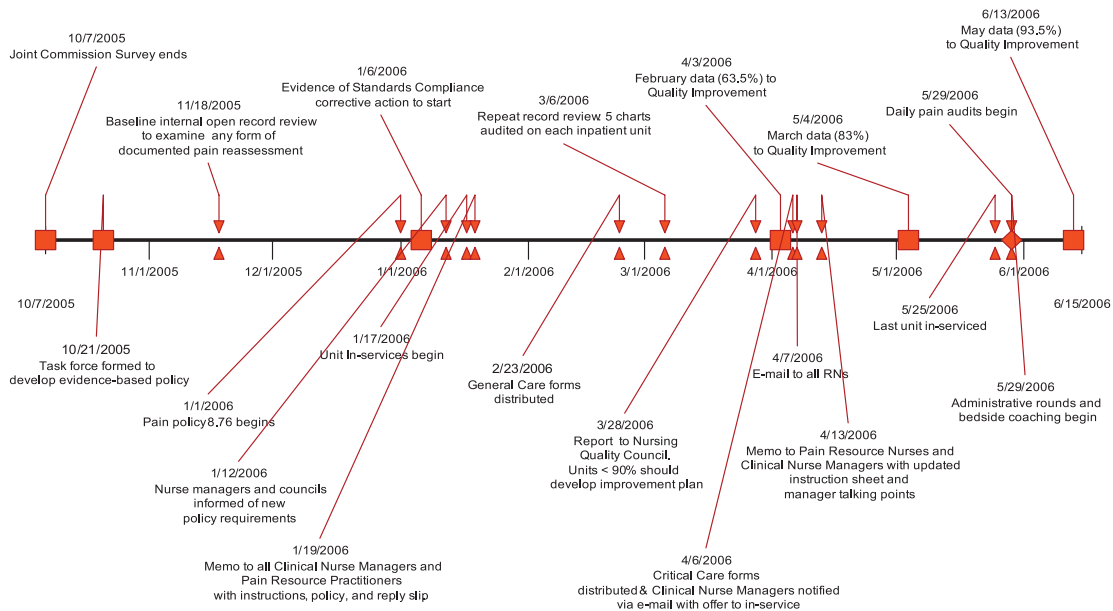 10/7/2005
Joint Commission Survey ends
11/18/2005
Baseline internal open record review
to examine any form of
documented pain reassessment
1/6/2006
Evidence of Standards Compliance
corrective action to start
3/6/2006
Repeat record review. 5 charts
audited on each inpatient unit
4/3/2006
February data (63.5%) to
Quality Improvement
5/4/2006
March data (83%)
to Quality Improvement
5/29/2006
Daily pain audits begin
6/13/2006
May data (93.5%)
to Quality Improvement
11/1/2005
12/1/2005
1/1/2006
2/1/2006
3/1/2006
4/1/2006
5/1/2006
6/1/2006
10/7/2005
6/15/2006
10/21/2005
Task force formed to
develop evidence-based policy
1/1/2006
Pain policy 8.76 begins
1/12/2006
Nurse managers and councils
informed of new
policy requirements
1/17/2006
Unit In-services begin
1/19/2006
Memo to all Clinical Nurse Managers and
Pain Resource Practitioners
with instructions, policy, and reply slip
2/23/2006
General Care forms
distributed
3/28/2006
Report to Nursing
Quality Council.
Units < 90% should
develop improvement plan
4/6/2006
Critical Care forms
distributed & Clinical Nurse Managers notified
via e-mail with offer to in-service
4/7/2006
E-mail to all RNs
4/13/2006
Memo to Pain Resource Nurses and
Clinical Nurse Managers with updated
instruction sheet and
manager talking points
5/25/2006
Last unit in-serviced
5/29/2006
Administrative rounds and
bedside coaching begin